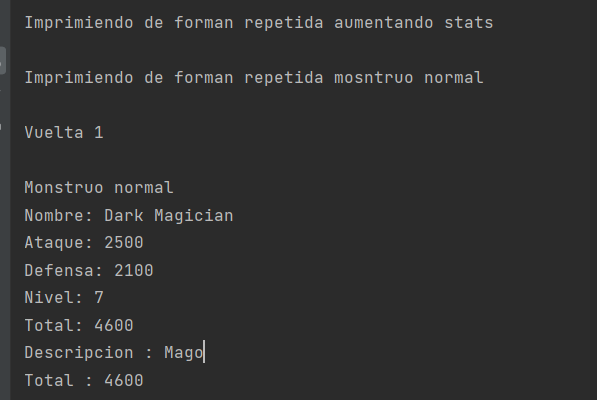 Imprimiendo de forman repetida aumentando stats
Imprimiendo de forman repetida mosntruo normal
Vuelta 1
Monstruo normal
Nombre: Dark Magician
Ataque: 2500
Defensa: 2100
Nivel: 7
Total: 4600
Descripcion : Mago
Total : 4600